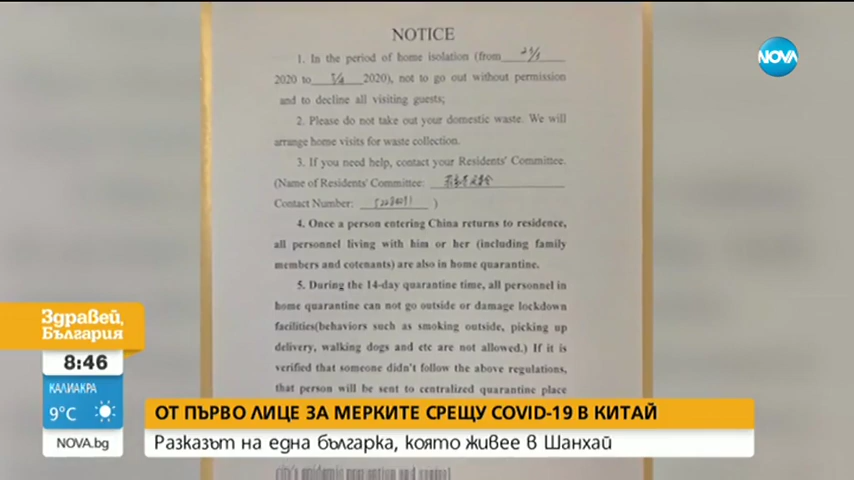 NOTICE
1. In the period of home isolation (from
2020 to 2020), not to go out without permission
and to decline all visiting guests;
2. Please do not take out your domestic waste. We will
arrange home visits for waste collection.
3. If you need help, contact your Residents' Committee.
(Name of Residents' Committee:
Contact Number: )
4. Once a person entering China returns to residence,
all personnel living with him or her (including family
members and cotenants) are also in home quarantine.
5. During the 14-day quarantine time, all personnel in
home quarantine can not go outside or damage lockdown
facilities(behaviors such as smoking outside, picking up
delivery, walking dogs and etc are not allowed.) If it is
verified that someone didn't follow the above regulations,
that person will be sent to centralized quarantine place
NOVA
Здравей,
България
8:46
КАЛИАКРА
9°C
NOVA.bg
ОТ ПЪРВО ЛИЦЕ ЗА МЕРКИТЕ СРЕЩУ COVID-19 В КИТАЙ
Разказът на една българка, която живее в Шанхай